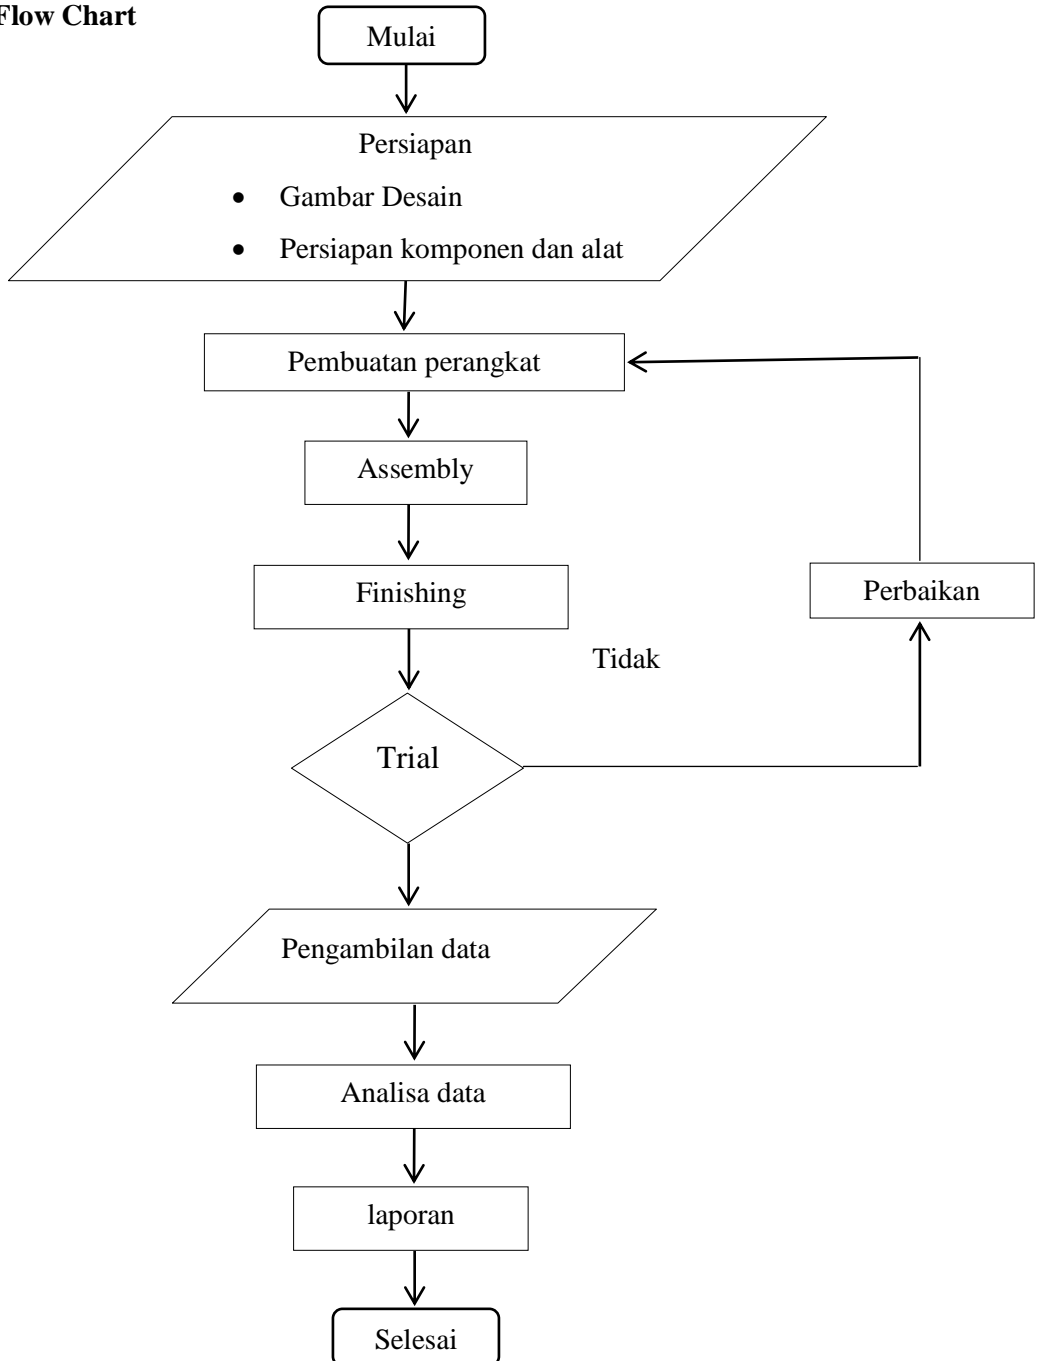 Flow Chart
Mulai
Persiapan
• Gambar Desain
• Persiapan komponen dan alat
Pembuatan perangkat
Assembly
Finishing
Perbaikan
Tidak
Trial
Pengambilan data
Analisa data
laporan
Selesai